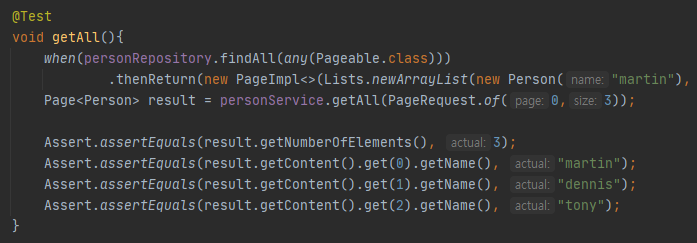 @Test
void getAll(){
when(personRepository.findAll(any(Pageable.class)))
.thenReturn(new PageImpl<>(Lists.newArrayList(new Person( name: "martin"),
Page<Person> result = personService.getAll(PageRequest.of( page: 0, size: 3));
Assert.assertEquals(result.getNumberOfElements(), actual: 3);
Assert.assertEquals(result.getContent().get(0).getName(), actual: "martin");
Assert.assertEquals(result.getContent().get(1).getName(), actual: "dennis");
Assert.assertEquals(result.getContent().get(2).getName(), actual: "tony");
}